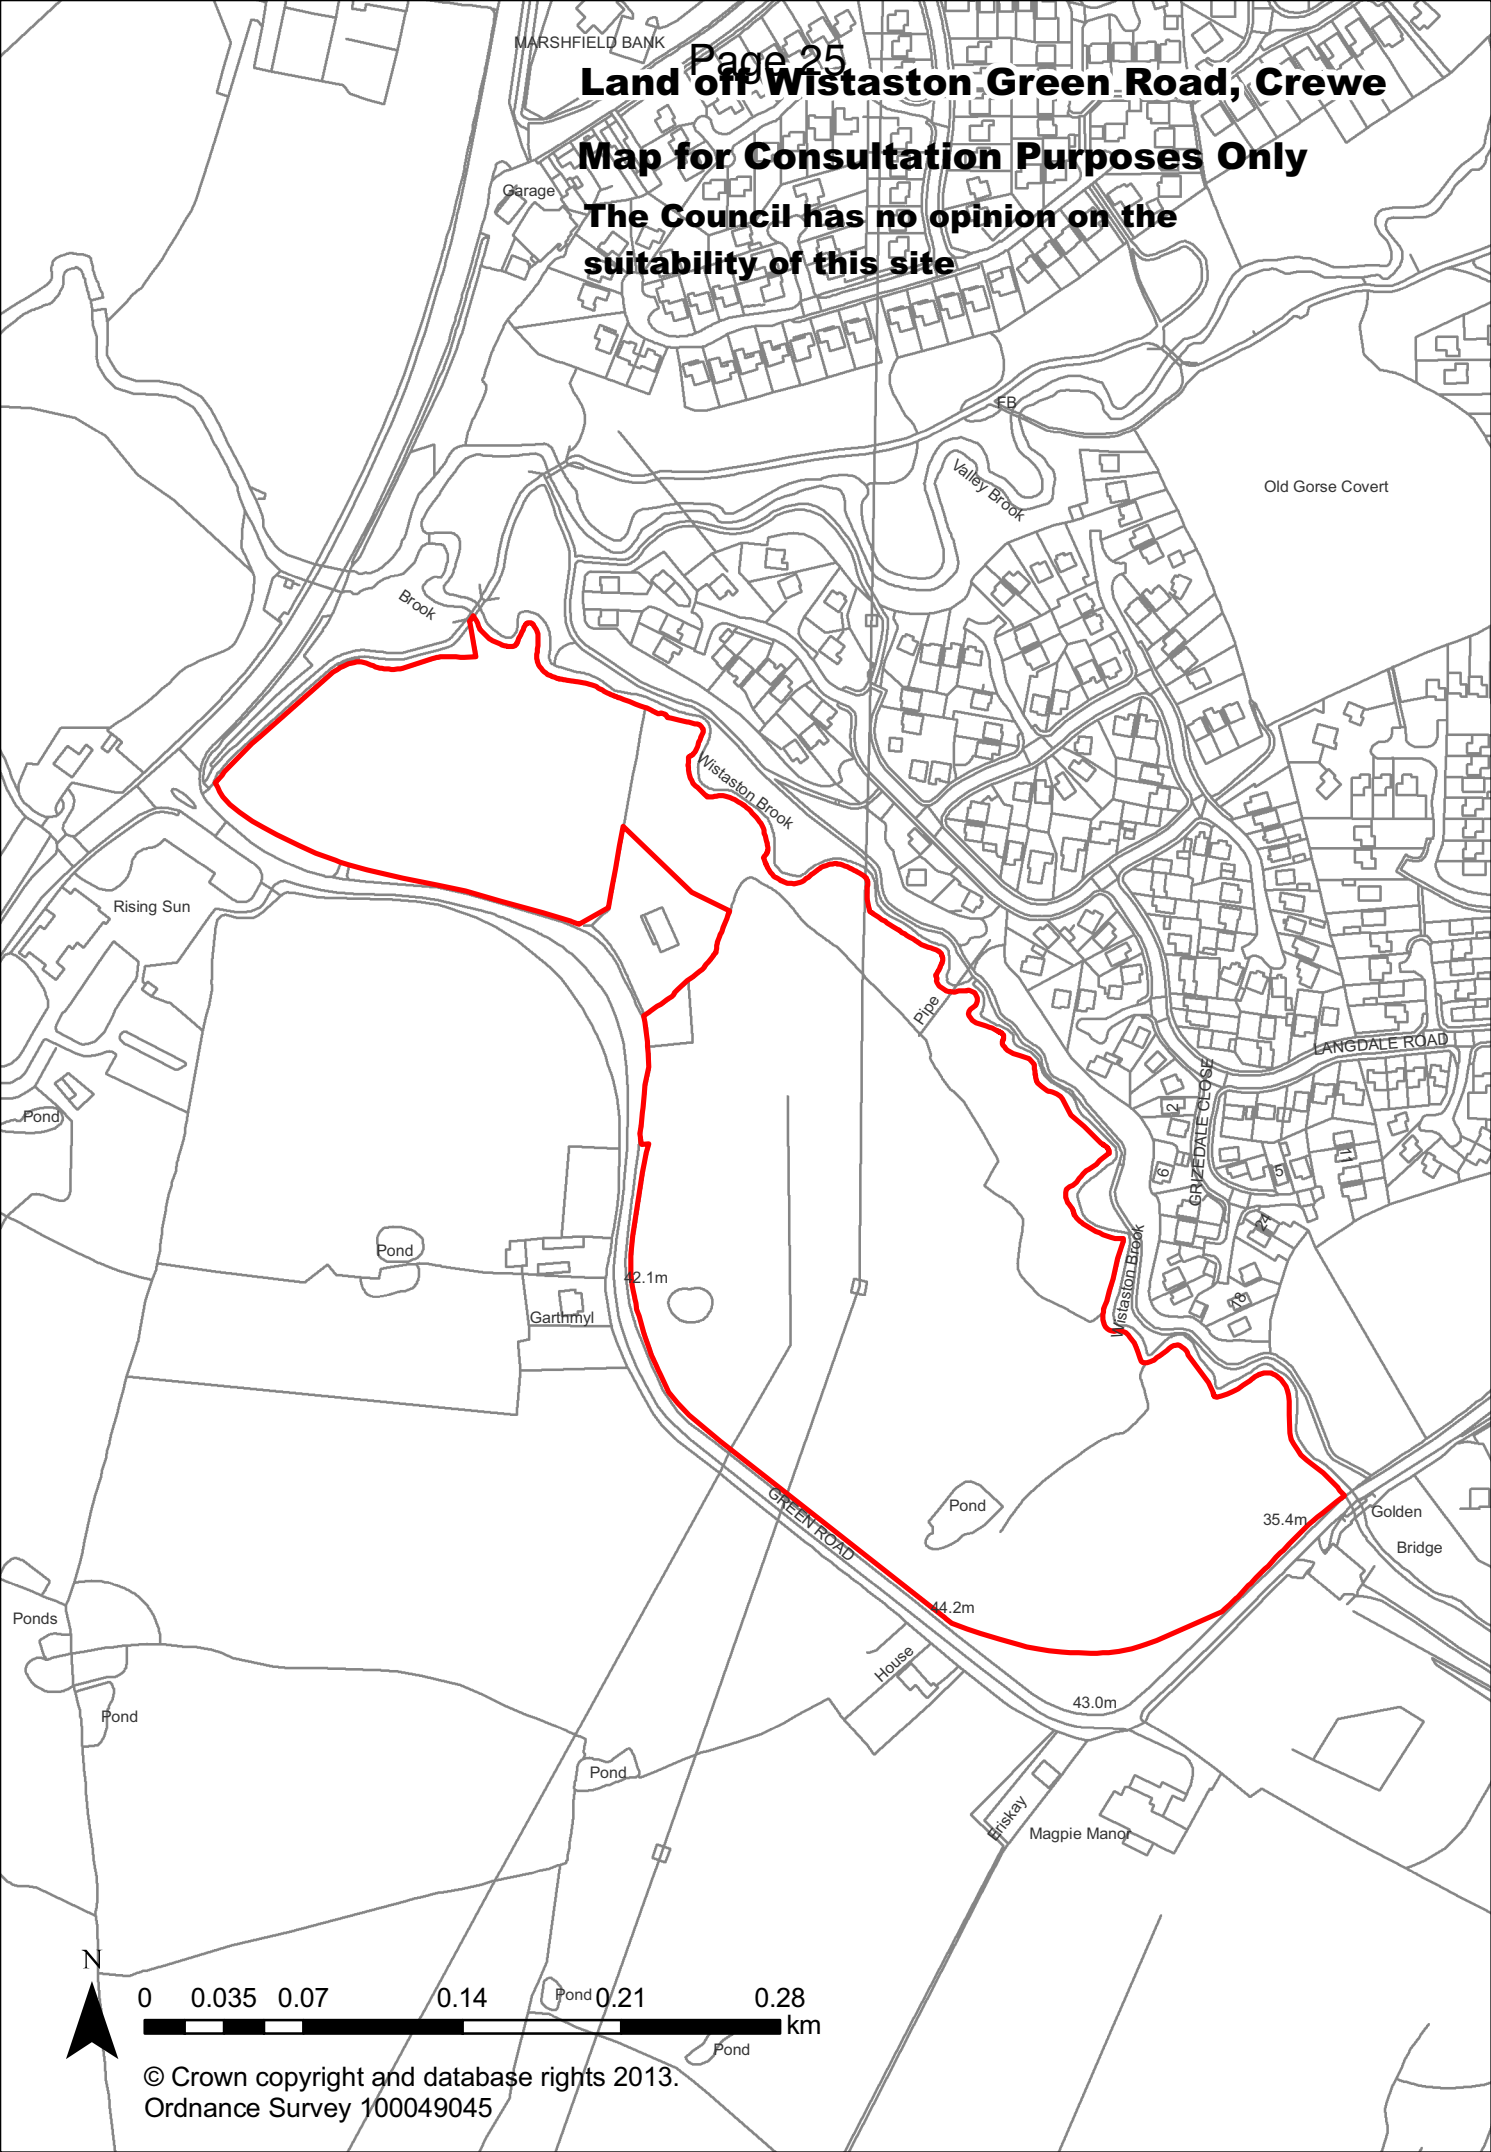 MARSHFIELD BANK
Page 25
Land off Wistaston Green Road, Crewe
Map for Consultation Purposes Only
Garage
The Council has no opinion on the
suitability of this site
FB
Valley Brook
Old Gorse Covert
Brook
Wistaston Brook
Rising Sun
Pipe
LANGDALE ROAD
GRIZEDALE CLOSE
2
Pond
11
5
6
24
Pond
Wistaston Brook
42.1m
18
Garthmyl
GREEN ROAD
Pond
35.4m
Golden
Bridge
44.2m
Ponds
House
43.0m
Pond
Pond
Eriskay
Magpie Manor
N
0 0.035 0.07 0.14 0.21 0.28
Pond
km
Pond
© Crown copyright and database rights 2013.
Ordnance Survey 100049045